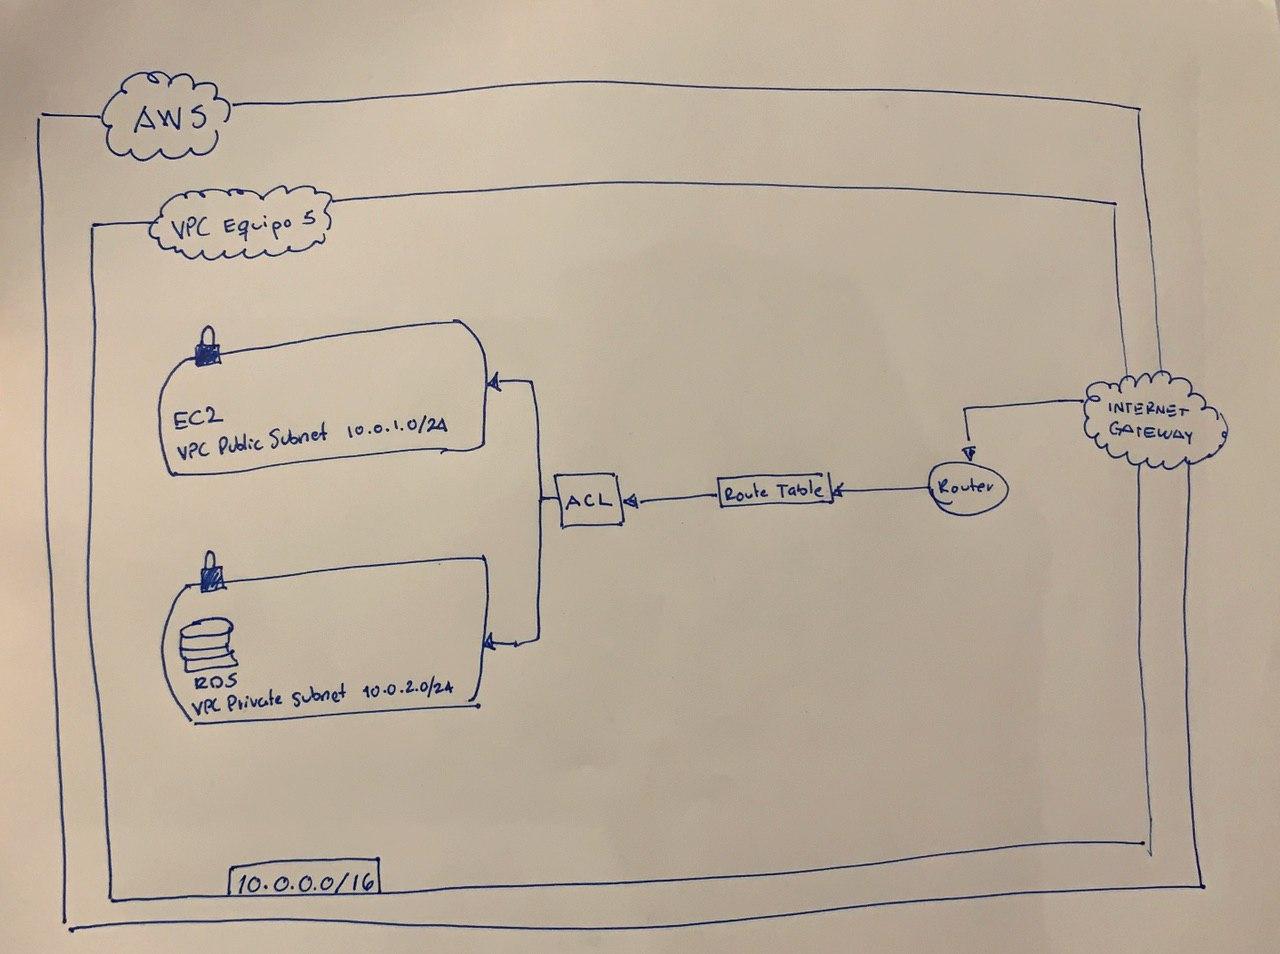 AWS
VPC Equipo 5
EC2
VPC Public Subnet 10.0.1.0/24
INTERNET
GATEWAY
Router
Route Table
ACL
RDS
VPC Private subnet 10.0.2.0/24
10.0.0.0/16